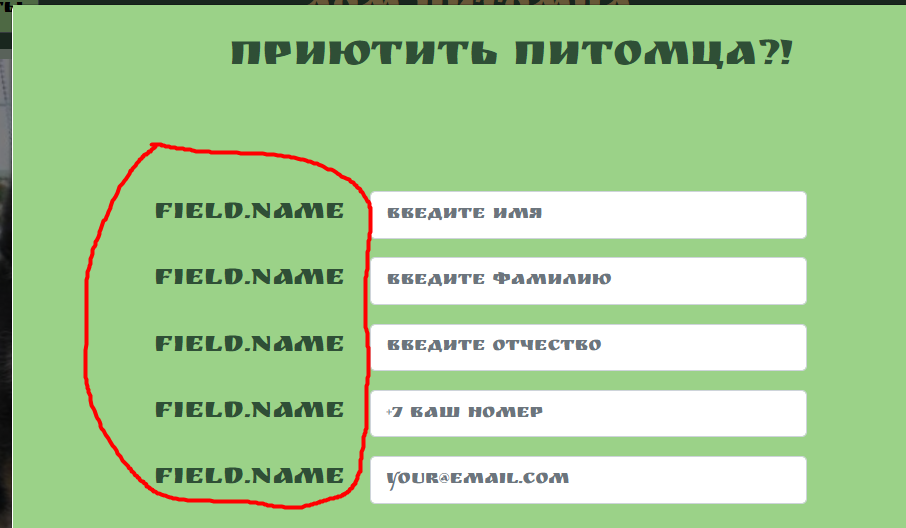 ПРИЮТИТЬ ПИТОМЦА?!
FIELD.NAME ВВЕДИТЕ ИМЯ
FIELD.NAME ВВЕДИТЕ ФАМИЛИЮ
FIELD.NAME ВВЕДИТЕ ОТЧЕСТВО
FIELD.NAME +7 ВАШ НОМЕР
FIELD.NAME YOUR@EMAIL.COM